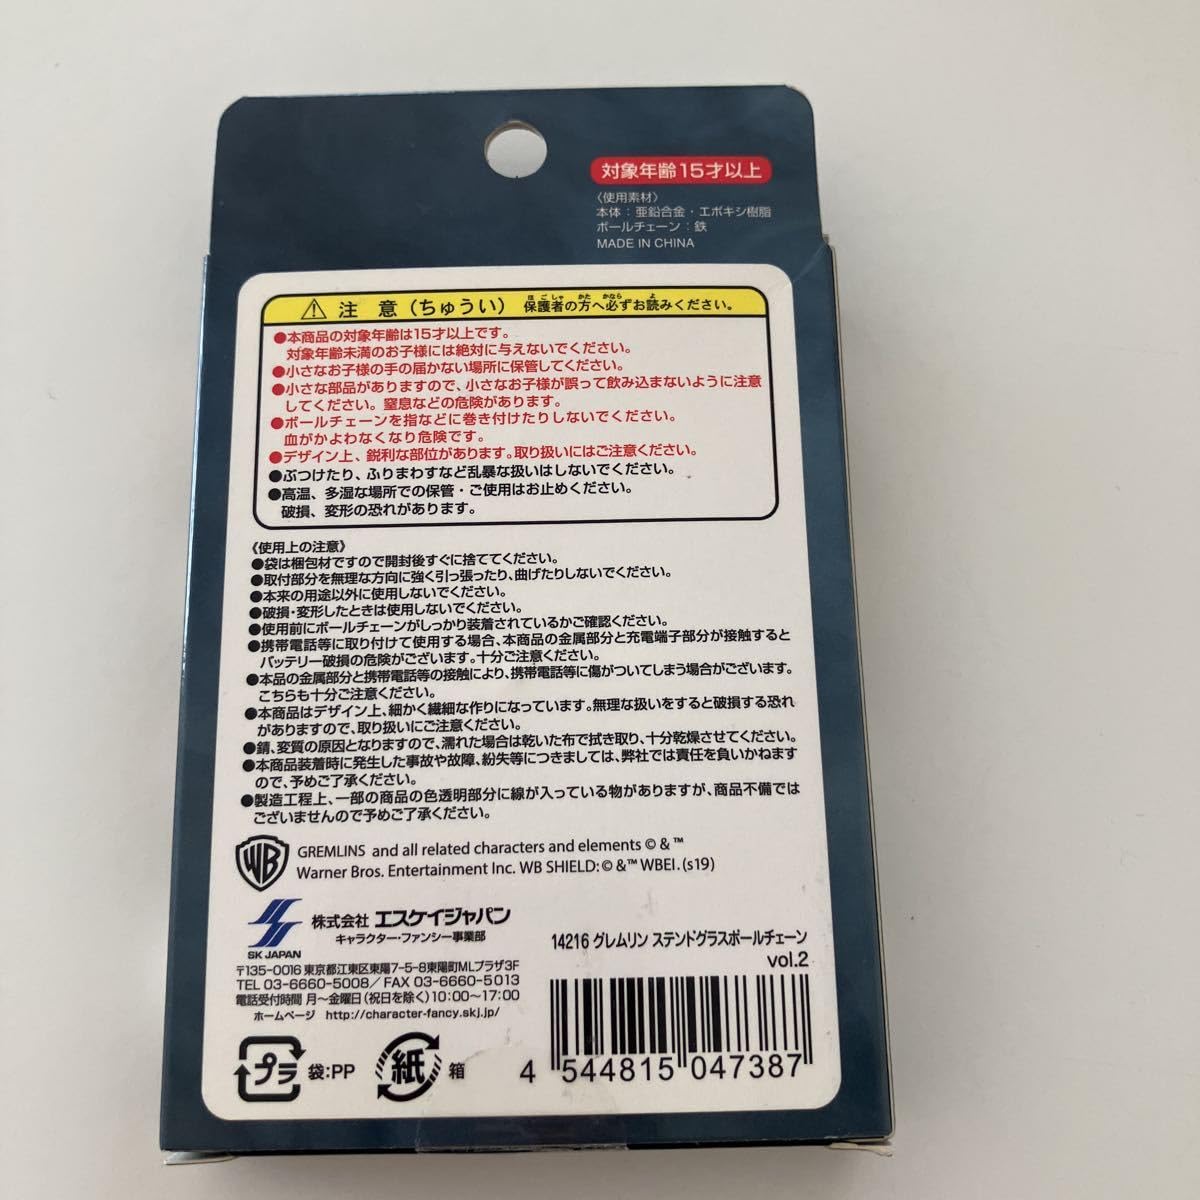 対象年齢15才以上
〈使用素材〉
本体：亜鉛合金・エポキシ樹脂
ボールチェーン：鉄
MADE IN CHINA
注 意（ちゅうい） 保護者の方へ必ずお読みください。
ほごしゃ かた かなら よ
●本商品の対象年齢は15才以上です。
対象年齢未満のお子様には絶対に与えないでください。
●小さなお子様の手の届かない場所に保管してください。
●小さな部品がありますので、小さなお子様が誤って飲み込まないように注意
してください。窒息などの危険があります。
●ボールチェーンを指などに巻き付けたりしないでください。
血がかよわなくなり危険です。
●デザイン上、鋭利な部位があります。取り扱いにはご注意ください。
●ぶつけたり、ふりまわすなど乱暴な扱いはしないでください。
●高温、多湿な場所での保管・ご使用はお止めください。
破損、変形の恐れがあります。
《使用上の注意》
●袋は梱包材ですので開封後すぐに捨ててください。
●取付部分を無理な方向に強く引っ張ったり、曲げたりしないでください。
●本来の用途以外に使用しないでください。
●破損・変形したときは使用しないでください。
●使用前にボールチェーンがしっかり装着されているかご確認ください。
●携帯電話等に取り付けて使用する場合、本商品の金属部分と充電端子部分が接触すると
バッテリー破損の危険がございます。十分ご注意ください。
●本品の金属部分と携帯電話等の接触により、携帯電話等に傷がついてしまう場合がございます。
こちらも十分ご注意ください。
●本商品はデザイン上、細かく繊細な作りになっています。無理な扱いをすると破損する恐れ
がありますので、取り扱いにご注意ください。
●錆、変質の原因となりますので、濡れた場合は乾いた布で拭き取り、十分乾燥させてください。
●本商品装着時に発生した事故や故障、紛失等につきましては、弊社では責任を負いかねます
ので、予めご了承ください。
●製造工程上、一部の商品の色透明部分に線が入っている物がありますが、商品不備では
ございませんので予めご了承ください。
WB
GREMLINS and all related characters and elements © & ™
Warner Bros. Entertainment Inc. WB SHIELD: © & ™ WBEI. (s19)
SK JAPAN
株式会社 エスケイジャパン
キャラクター・ファンシー事業部
〒135-0016 東京都江東区東陽7-5-8東陽町MLプラザ3F
TEL 03-6660-5008／FAX 03-6660-5013
電話受付時間 月〜金曜日（祝日を除く）10:00〜17:00
ホームページ http://character-fancy.skj.jp/
プラ 袋:PP 紙 箱
14216 グレムリン ステンドグラスボールチェーン
vol.2
4 544815 047387